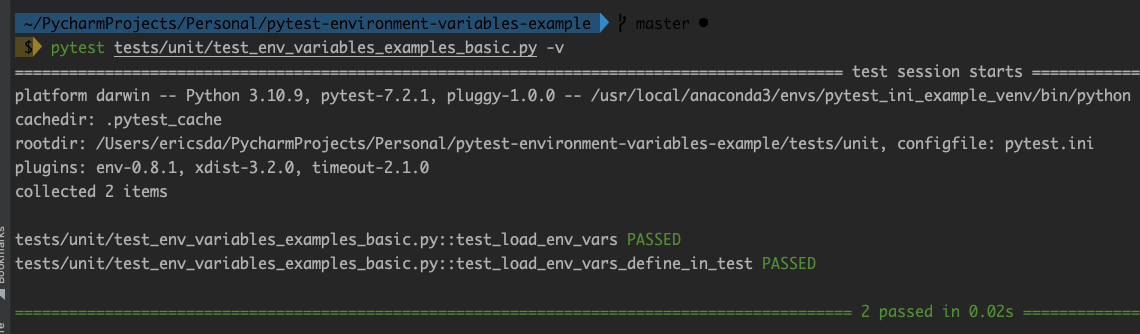 ~/PycharmProjects/Personal/pytest-environment-variables-example master ●
$ pytest tests/unit/test_env_variables_examples_basic.py -v
============================================================================================ test session starts ============
platform darwin -- Python 3.10.9, pytest-7.2.1, pluggy-1.0.0 -- /usr/local/anaconda3/envs/pytest_ini_example_venv/bin/python
cachedir: .pytest_cache
rootdir: /Users/ericsda/PycharmProjects/Personal/pytest-environment-variables-example/tests/unit, configfile: pytest.ini
plugins: env-0.8.1, xdist-3.2.0, timeout-2.1.0
collected 2 items
tests/unit/test_env_variables_examples_basic.py::test_load_env_vars PASSED
tests/unit/test_env_variables_examples_basic.py::test_load_env_vars_define_in_test PASSED
============================================================================================= 2 passed in 0.02s =============
Bookmarks